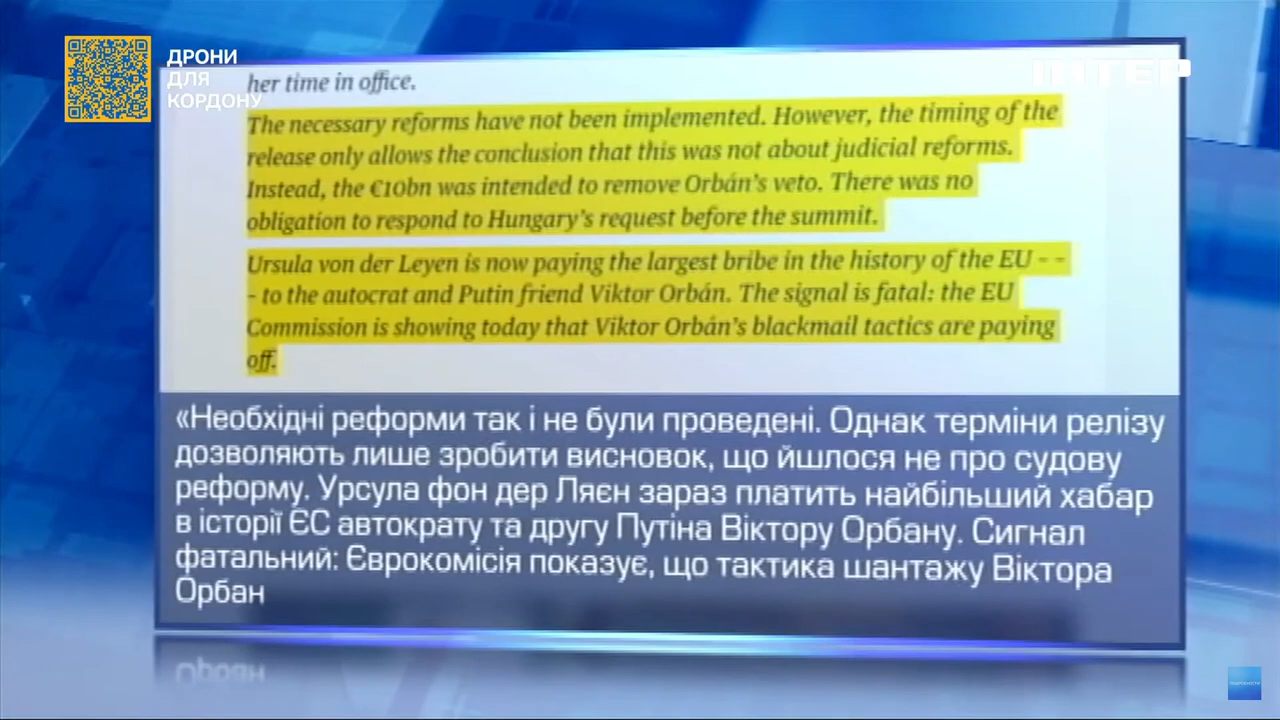 ДРОНИ
ДЛЯ
КОРДОНУ
ІНТЕР
her time in office.
The necessary reforms have not been implemented. However, the timing of the
release only allows the conclusion that this was not about judicial reforms.
Instead, the €10bn was intended to remove Orbán's veto. There was no
obligation to respond to Hungary's request before the summit.
Ursula von der Leyen is now paying the largest bribe in the history of the EU - -
- to the autocrat and Putin friend Viktor Orbán. The signal is fatal: the EU
Commission is showing today that Viktor Orbán's blackmail tactics are paying
off.
«Необхідні реформи так і не були проведені. Однак терміни релізу
дозволяють лише зробити висновок, що йшлося не про судову
реформу. Урсула фон дер Ляєн зараз платить найбільший хабар
в історії ЄС автократу та другу Путіна Віктору Орбану. Сигнал
фатальний: Єврокомісія показує, що тактика шантажу Віктора
Орбан